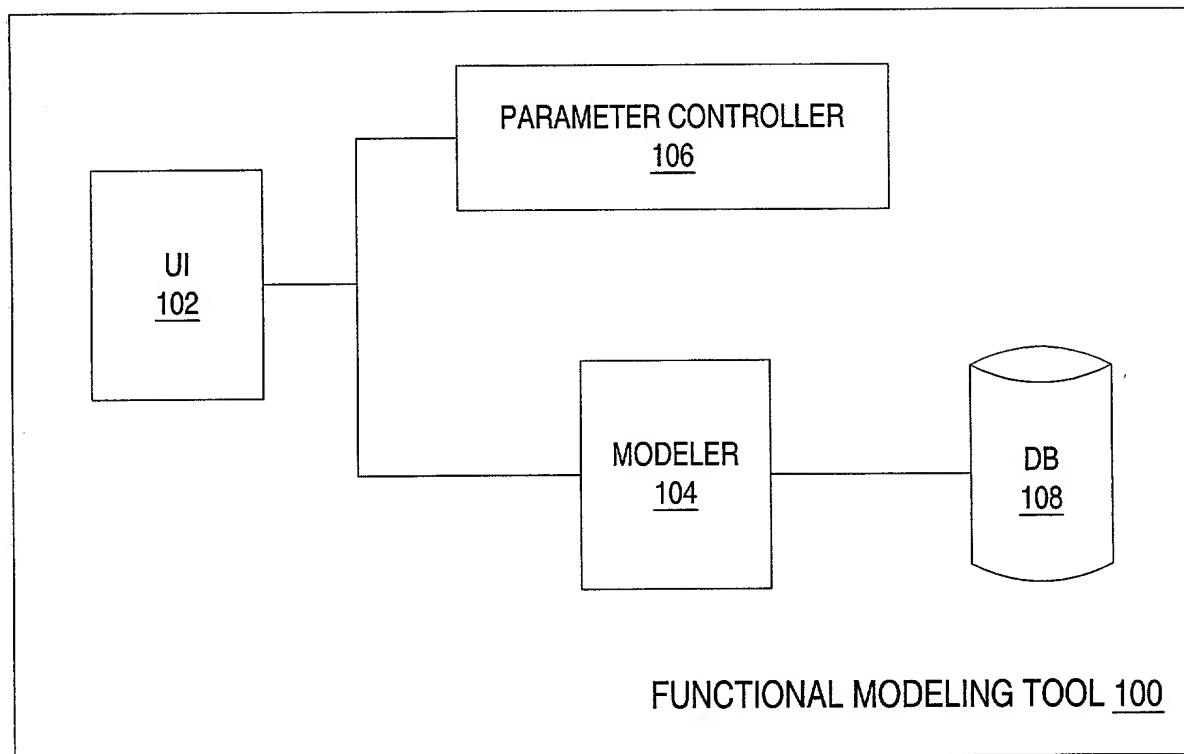 PARAMETER CONTROLLER
106
UI
102
MODELER
104
DB
108
FUNCTIONAL MODELING TOOL 100